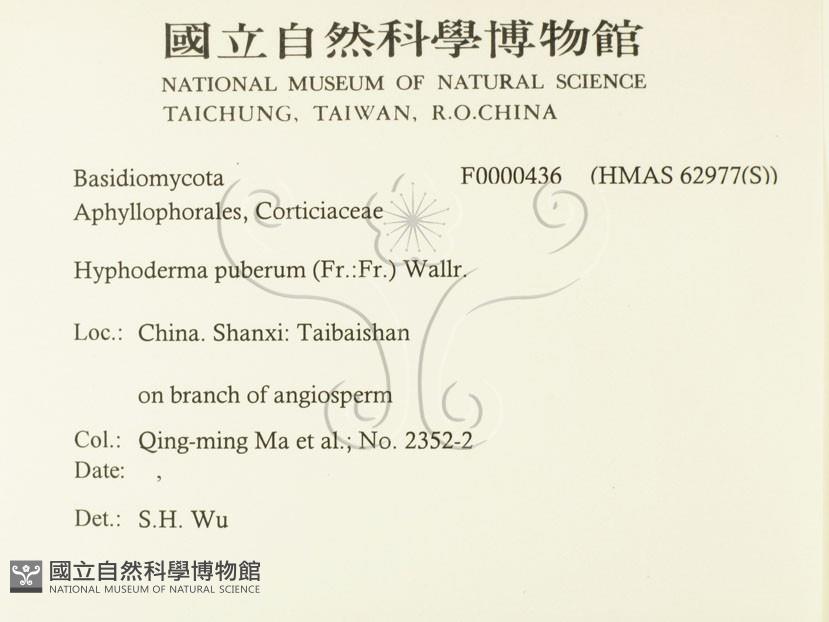 國立自然科學博物館
NATIONAL MUSEUM OF NATURAL SCIENCE
TAICHUNG, TAIWAN, R.O.CHINA
Basidiomycota F0000436 (HMAS 62977(S))
Aphyllophorales, Corticiaceae
Hyphoderma puberum (Fr.:Fr.) Wallr.
Loc.: China. Shanxi: Taibaishan
on branch of angiosperm
Col.: Qing-ming Ma et al., No. 2352-2
Date: ,
Det.: S.H. Wu
國立自然科學博物館
NATIONAL MUSEUM OF NATURAL SCIENCE